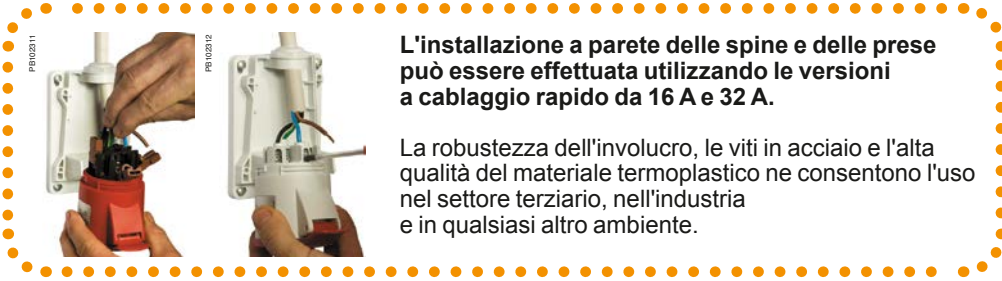 PB102311
PB102312
L'installazione a parete delle spine e delle prese
può essere effettuata utilizzando le versioni
a cablaggio rapido da 16 A e 32 A.
La robustezza dell'involucro, le viti in acciaio e l'alta
qualità del materiale termoplastico ne consentono l'uso
nel settore terziario, nell'industria
e in qualsiasi altro ambiente.